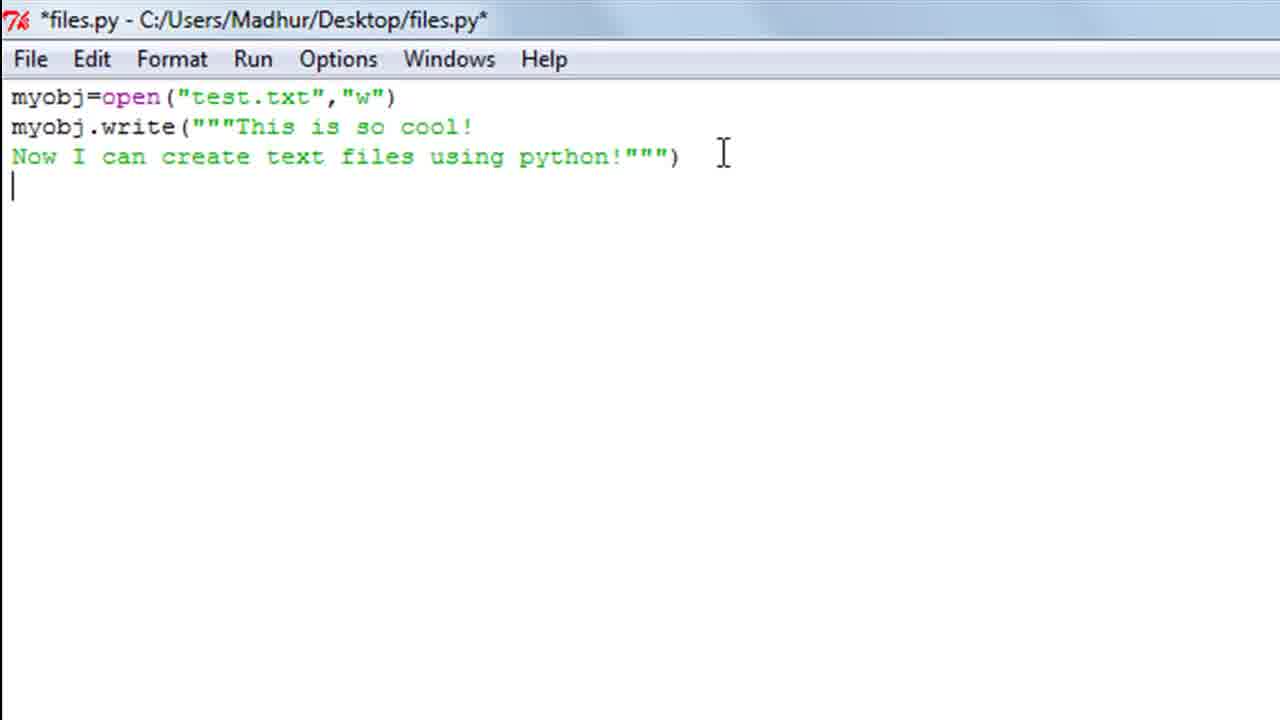 *files.py - C:/Users/Madhur/Desktop/files.py*
File Edit Format Run Options Windows Help
myobj=open("test.txt","w")
myobj.write("""This is so cool!
Now I can create text files using python!""")